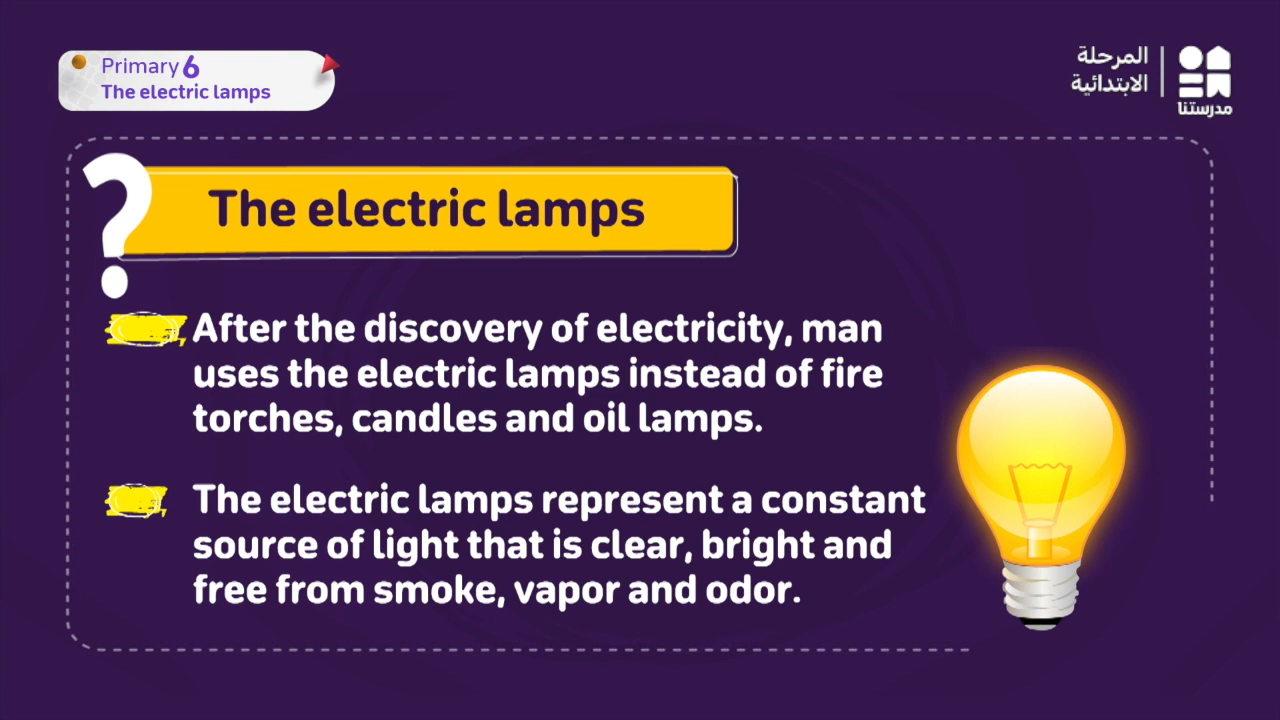 Primary 6
The electric lamps
المرحلة
الابتدائية
مدرستنا
?
The electric lamps
After the discovery of electricity, man
uses the electric lamps instead of fire
torches, candles and oil lamps.
The electric lamps represent a constant
source of light that is clear, bright and
free from smoke, vapor and odor.